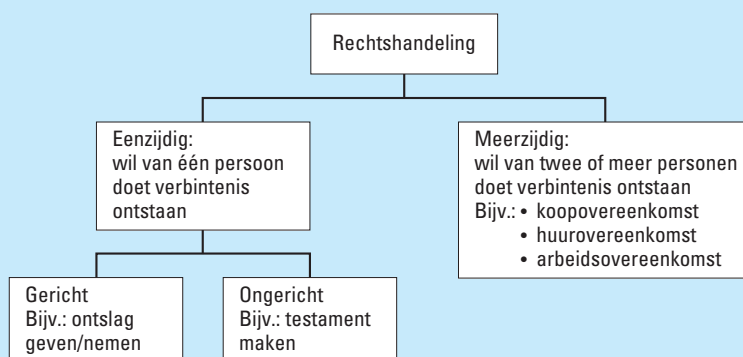 Rechtshandeling
Eenzijdig:
wil van één persoon
doet verbintenis
ontstaan
Meerzijdig:
wil van twee of meer personen
doet verbintenis ontstaan
Bijv.: • koopovereenkomst
• huurovereenkomst
• arbeidsovereenkomst
Gericht
Bijv.: ontslag
geven/nemen
Ongericht
Bijv.: testament
maken